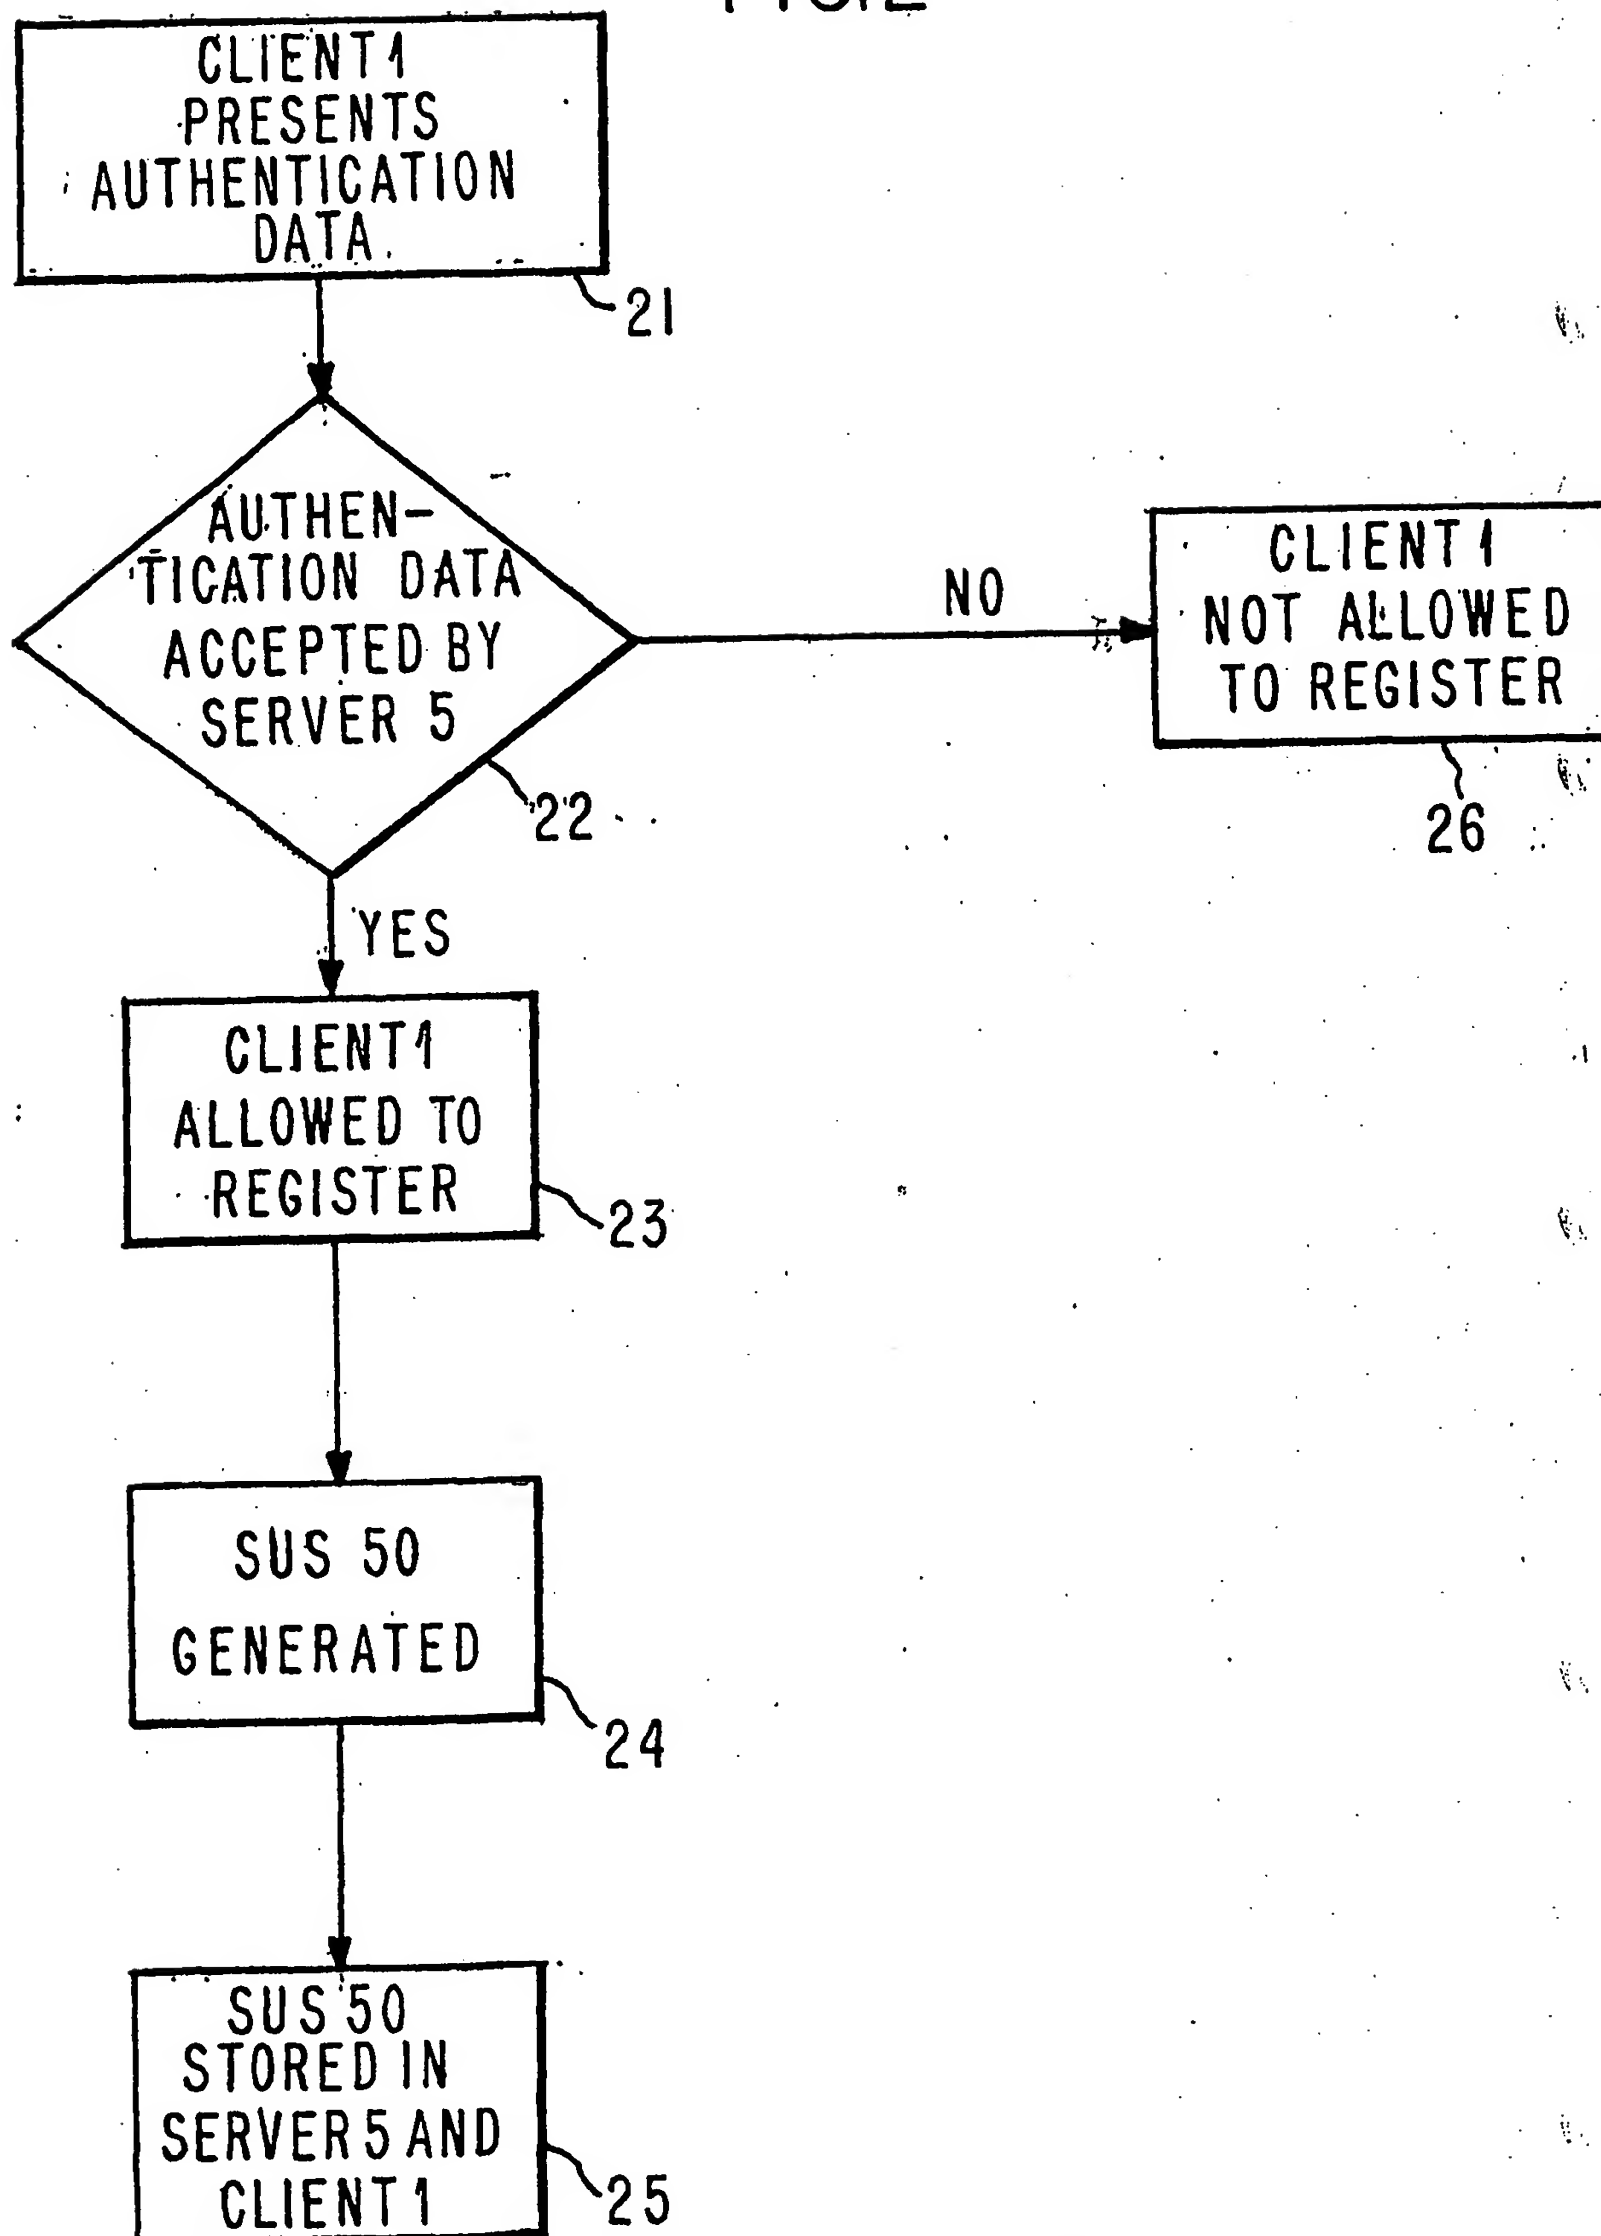 CLIENT 1
PRESENTS
AUTHENTICATION
DATA.
21
AUTHEN-
TICATION DATA
ACCEPTED BY
SERVER 5
22
NO
CLIENT 1
NOT ALLOWED
TO REGISTER
26
YES
CLIENT 1
ALLOWED TO
REGISTER
23
SUS 50
GENERATED
24
SUS 50
STORED IN
SERVER 5 AND
CLIENT 1
25